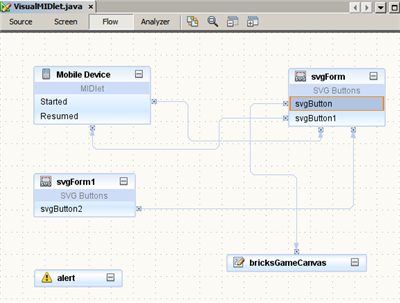 VisualMIDlet.java
Source Screen Flow Analyzer
Mobile Device
MIDlet
Started
Resumed
svgForm
SVG Buttons
svgButton
svgButton1
svgForm1
SVG Buttons
svgButton2
bricksGameCanvas
alert